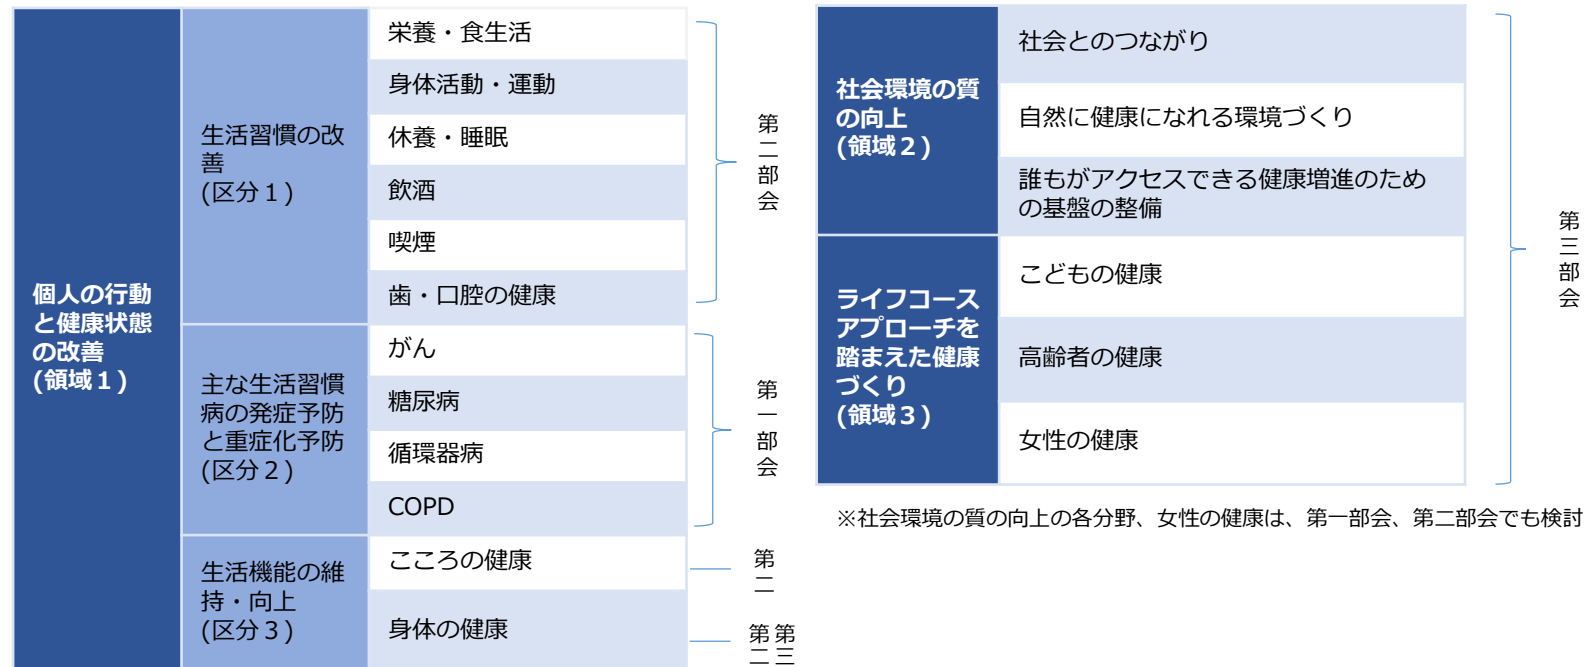 個人の行動
と健康状態
の改善
(領域１)
生活習慣の改
善
(区分１)
栄養・食生活
身体活動・運動
休養・睡眠
飲酒
喫煙
歯・口腔の健康
第二部会
主な生活習慣
病の発症予防
と重症化予防
(区分２)
がん
糖尿病
循環器病
COPD
第一部会
生活機能の維
持・向上
(区分３)
こころの健康
第二
身体の健康
第二
第三
社会環境の質
の向上
(領域２)
社会とのつながり
自然に健康になれる環境づくり
誰もがアクセスできる健康増進のため
の基盤の整備
ライフコース
アプローチを
踏まえた健康
づくり
(領域３)
こどもの健康
高齢者の健康
女性の健康
第三部会
※社会環境の質の向上の各分野、女性の健康は、第一部会、第二部会でも検討